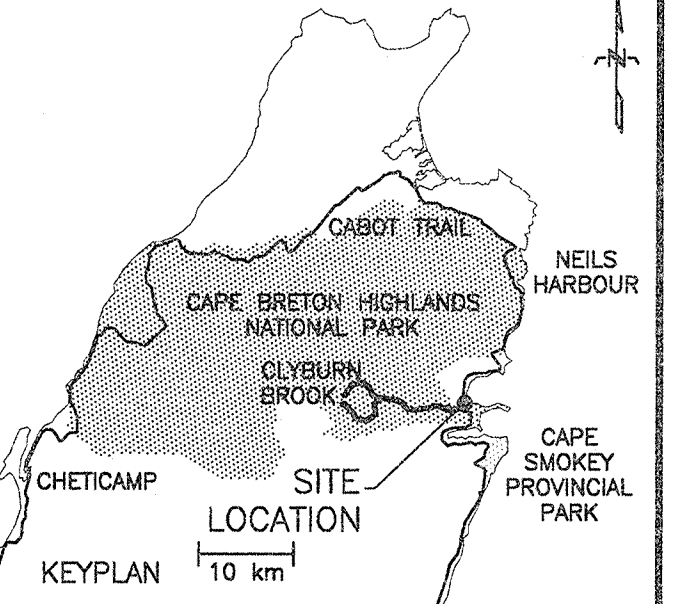 N
CABOT TRAIL
NEILS
HARBOUR
CAPE BRETON HIGHLANDS
NATIONAL PARK
CLYBURN
BROOK
CAPE
SMOKEY
PROVINCIAL
PARK
CHETICAMP
SITE
LOCATION
KEYPLAN
10 km